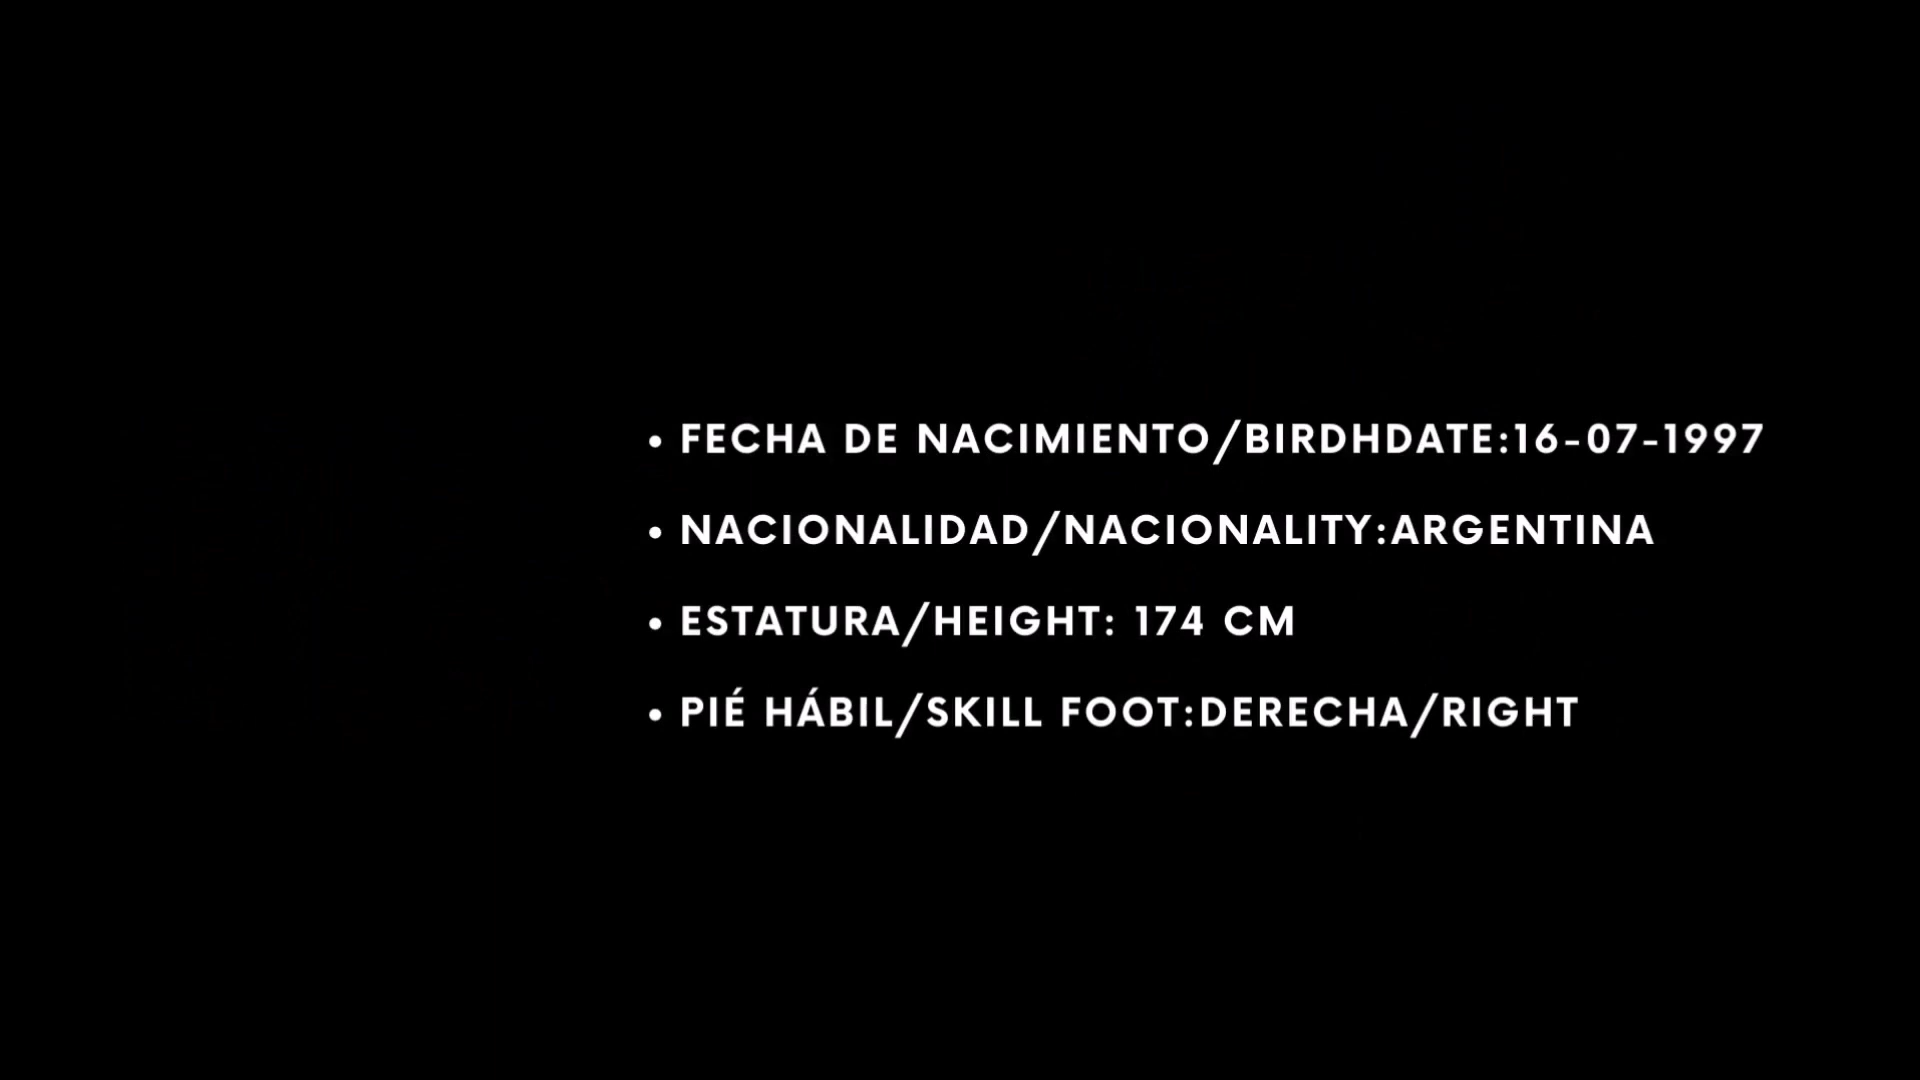 • FECHA DE NACIMIENTO/BIRDHDATE:16-07-1997
• NACIONALIDAD/NACIONALITY:ARGENTINA
• ESTATURA/HEIGHT: 174 CM
• PIÉ HÁBIL/SKILL FOOT:DERECHA/RIGHT